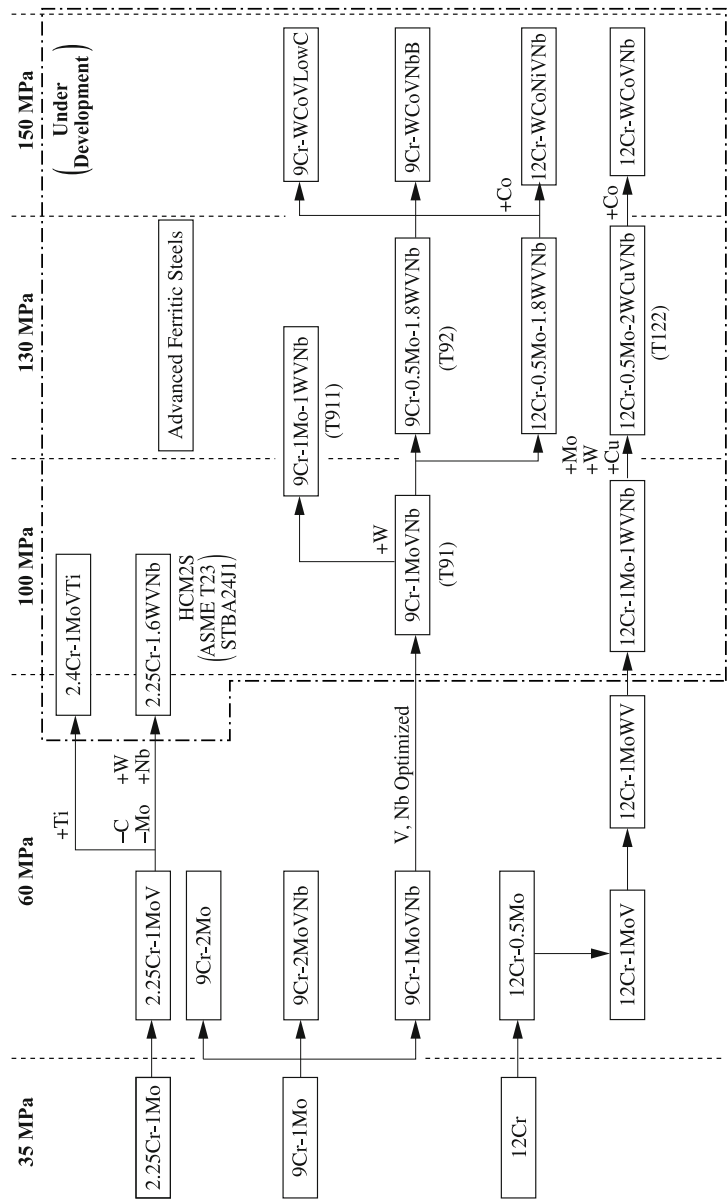 35 MPa
60 MPa
100 MPa
130 MPa
150 MPa
(Under
Development)
Advanced Ferritic Steels
2.25Cr-1Mo
2.25Cr-1MoV
+Ti
–C
–Mo
+W
+Nb
2.4Cr-1MoVTi
2.25Cr-1.6WVNb
HCM2S
(ASME T23)
STBA24J1
9Cr-1Mo
9Cr-2Mo
9Cr-2MoVNb
9Cr-1MoVNb
V, Nb Optimized
9Cr-1MoVNb
(T91)
+W
9Cr-1Mo-1WVNb
(T911)
9Cr-0.5Mo-1.8WVNb
(T92)
12Cr-0.5Mo-1.8WVNb
+Co
9Cr-WCoVLowC
9Cr-WCoVNbB
12Cr-WCoNiVNb
12Cr
12Cr-0.5Mo
12Cr-1MoV
12Cr-1MoWV
12Cr-1Mo-1WVNb
+Mo
+W
+Cu
12Cr-0.5Mo-2WCuVNb
(T122)
+Co
12Cr-WCoVNb